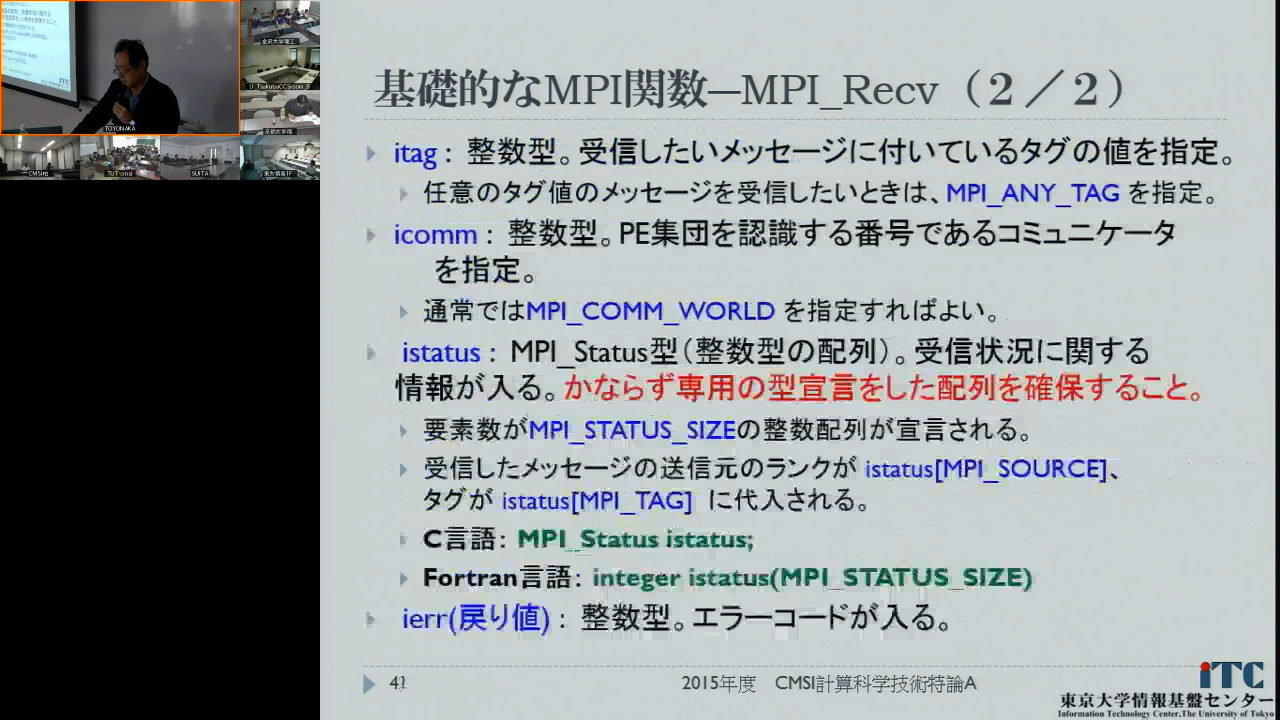 基礎的なMPI関数—MPI_Recv（２／２）
itag： 整数型。受信したいメッセージに付いているタグの値を指定。
任意のタグ値のメッセージを受信したいときは、MPI_ANY_TAG を指定。
icomm： 整数型。PE集団を認識する番号であるコミュニケータ
を指定。
通常ではMPI_COMM_WORLD を指定すればよい。
istatus： MPI_Status型（整数型の配列）。受信状況に関する
情報が入る。かならず専用の型宣言をした配列を確保すること。
要素数がMPI_STATUS_SIZEの整数配列が宣言される。
受信したメッセージの送信元のランクが istatus[MPI_SOURCE]、
タグが istatus[MPI_TAG] に代入される。
C言語： MPI_Status istatus;
Fortran言語： integer istatus(MPI_STATUS_SIZE)
ierr(戻り値)： 整数型。エラーコードが入る。
41
2015年度 CMSI計算科学技術特論A
ITC
東京大学情報基盤センター
Information Technology Center,The University of Tokyo
TOYONAKA
金沢大学理工
U_TsukubaCCSroom_B
CMSI柏
TUT-cmsi
SUITA